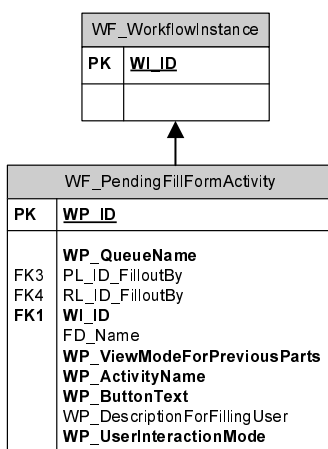 WF_WorkflowInstance
PK WI_ID
WF_PendingFillFormActivity
PK WP_ID
WP_QueueName
FK3 PL_ID_FilloutBy
FK4 RL_ID_FilloutBy
FK1 WI_ID
FD_Name
WP_ViewModeForPreviousParts
WP_ActivityName
WP_ButtonText
WP_DescriptionForFillingUser
WP_UserInteractionMode